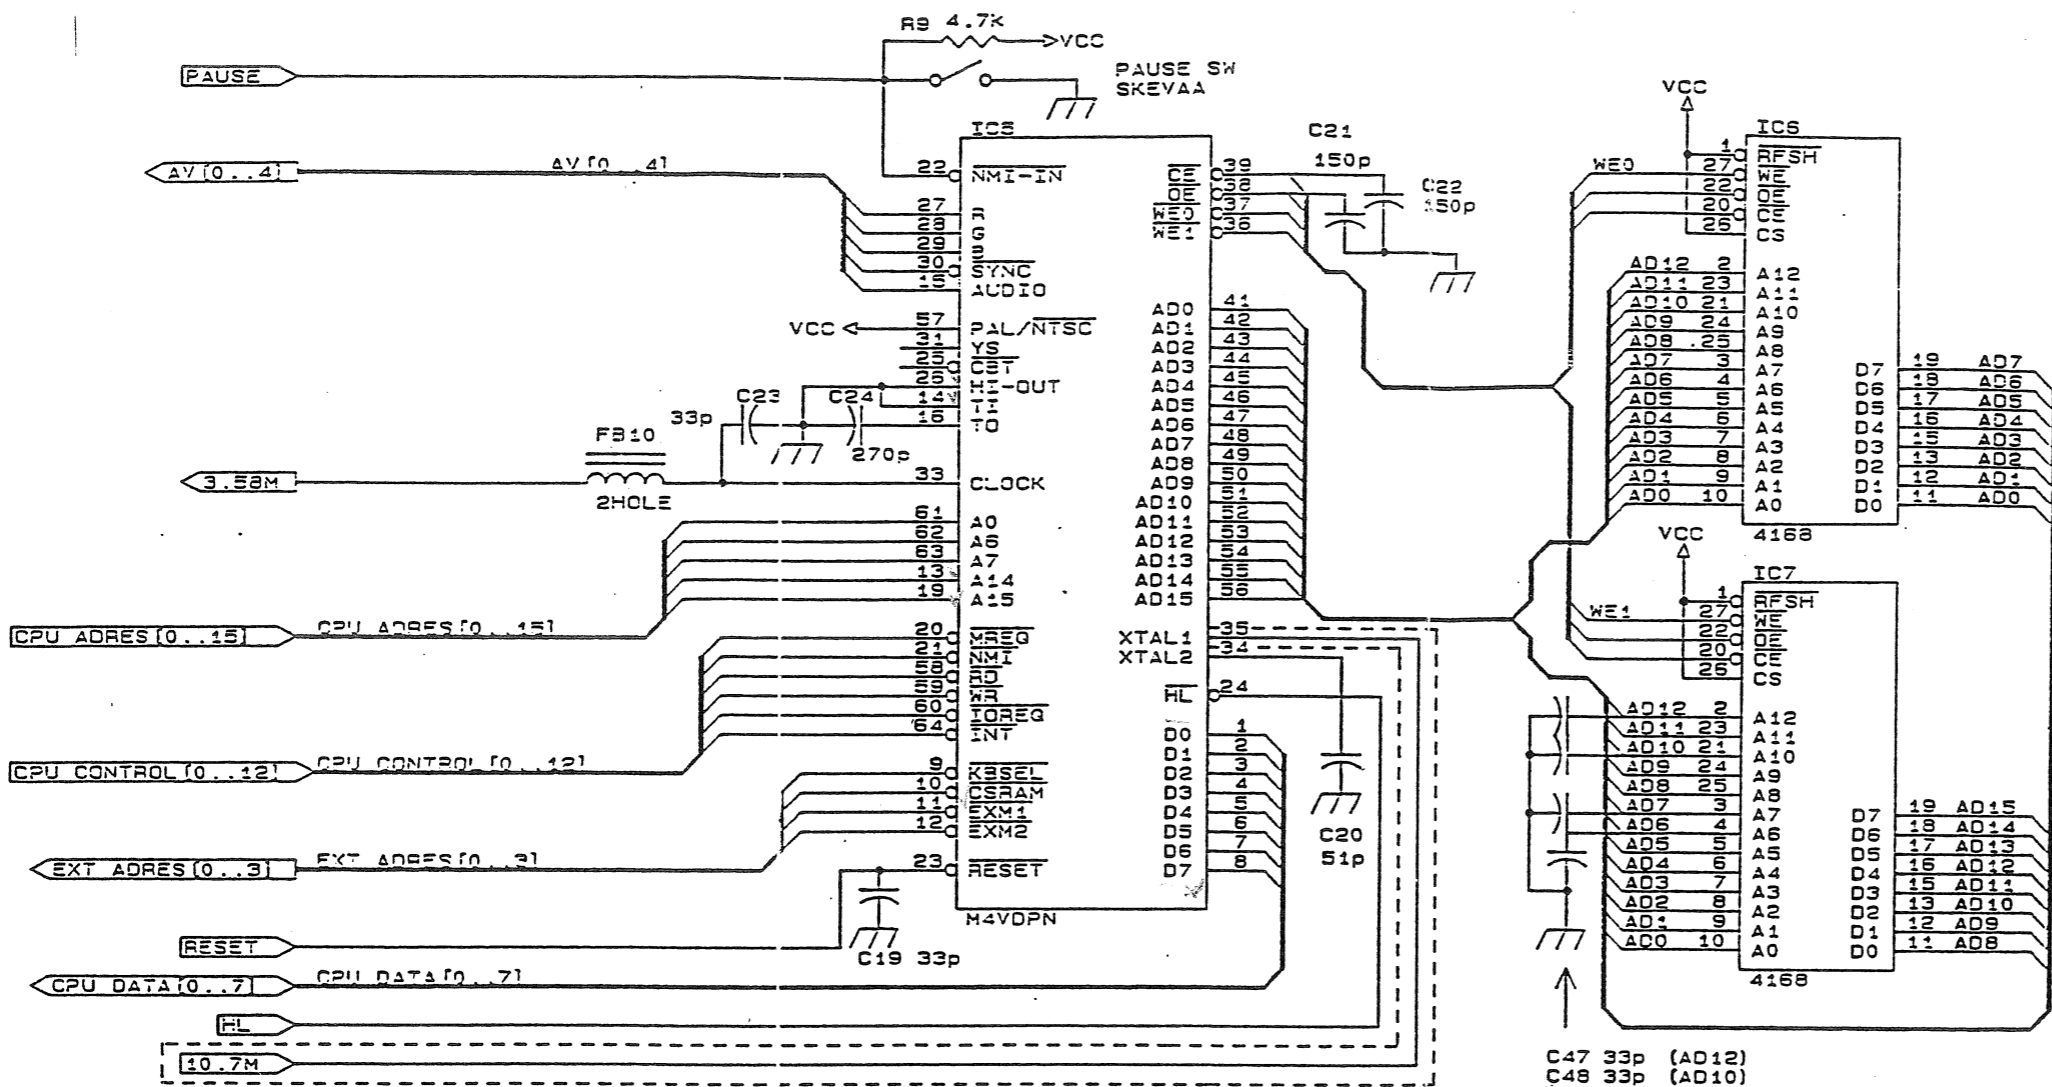 R9 4.7K
VCC
PAUSE
PAUSE SW
SKEVAA
AV[0..4]
AV[0..4]
IC5
22 NMI-IN
27 R
28 G
29 B
30 SYNC
15 AUDIO
VCC
57 PAL/NTSC
31 YS
25 CBT
25 HI-OUT
14 TI
16 TO
C23
33p
C24
270p
FB10
2HOLE
3.58M
33 CLOCK
61 A0
62 A6
63 A7
13 A14
19 A15
CPU ADRES[0..15]
CPU ADRES[0..15]
20 MREQ
21 NMI
58 RD
59 WR
60 IOREQ
64 INT
CPU CONTROL[0..12]
CPU CONTROL[0..12]
9 KBSEL
10 CSRAM
11 EXM1
12 EXM2
EXT ADRES[0..3]
EXT ADRES[0..3]
23 RESET
M4VDPN
RESET
C19 33p
CPU DATA[0..7]
CPU DATA[0..7]
HL
10.7M
CE 39
OE 38
WE0 37
WE1 36
C21
150p
C22
150p
AD0 41
AD1 42
AD2 43
AD3 44
AD4 45
AD5 46
AD6 47
AD7 48
AD8 49
AD9 50
AD10 51
AD11 52
AD12 53
AD13 54
AD14 55
AD15 56
XTAL1 35
XTAL2 34
HL 24
D0 1
D1 2
D2 3
D3 4
D4 5
D5 6
D6 7
D7 8
C20
51p
VCC
IC6
1 RFSH
WE0 27 WE
22 OE
20 CE
26 CS
AD12 2 A12
AD11 23 A11
AD10 21 A10
AD9 24 A9
AD8 25 A8
AD7 3 A7
AD6 4 A6
AD5 5 A5
AD4 6 A4
AD3 7 A3
AD2 8 A2
AD1 9 A1
AD0 10 A0
D7 19 AD7
D6 18 AD6
D5 17 AD5
D4 16 AD4
D3 15 AD3
D2 13 AD2
D1 12 AD1
D0 11 AD0
4168
VCC
IC7
1 RFSH
WE1 27 WE
22 OE
20 CE
26 CS
AD12 2 A12
AD11 23 A11
AD10 21 A10
AD9 24 A9
AD8 25 A8
AD7 3 A7
AD6 4 A6
AD5 5 A5
AD4 6 A4
AD3 7 A3
AD2 8 A2
AD1 9 A1
AD0 10 A0
D7 19 AD15
D6 18 AD14
D5 17 AD13
D4 16 AD12
D3 15 AD11
D2 13 AD10
D1 12 AD9
D0 11 AD8
4168
C47 33p (AD12)
C48 33p (AD10)